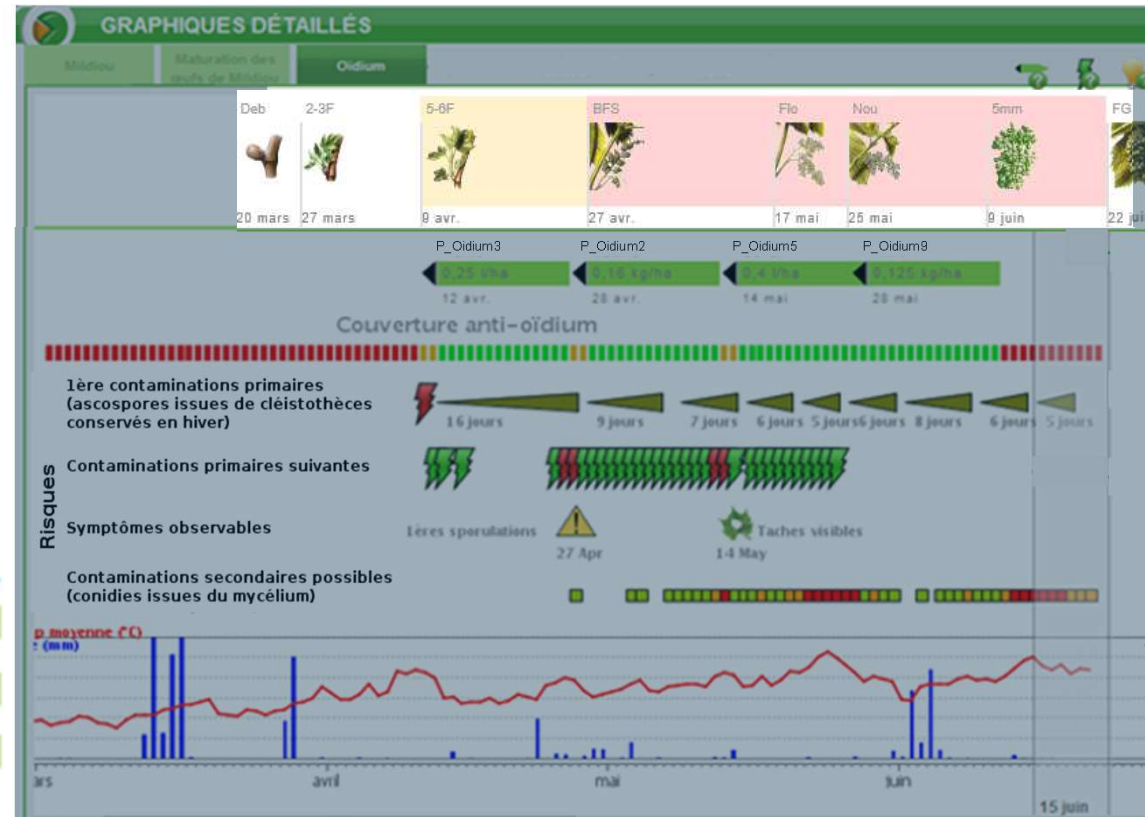 GRAPHIQUES DÉTAILLÉS
Mildiou
Maturation des
œufs de Mildiou
Oïdium
Deb 2-3F 5-6F BFS Flo Nou 5mm FG
20 mars 27 mars 9 avr. 27 avr. 17 mai 25 mai 9 juin 22 jui
P_Oidium3 P_Oidium2 P_Oidium5 P_Oidium9
0,25 l/ha 0,16 kg/ha 0,4 l/ha 0,125 kg/ha
12 avr. 28 avr. 14 mai 28 mai
Couverture anti-oïdium
1ère contaminations primaires
(ascospores issues de cléistothèces
conservés en hiver)
16 jours 9 jours 7 jours 6 jours 5 jours 6 jours 8 jours 6 jours 5 jours
Risques
Contaminations primaires suivantes
Symptômes observables
1ères sporulations
27 Apr
Taches visibles
14 May
Contaminations secondaires possibles
(conidies issues du mycélium)
p moyenne (°C)
e (mm)
ars avril mai juin
15 juin